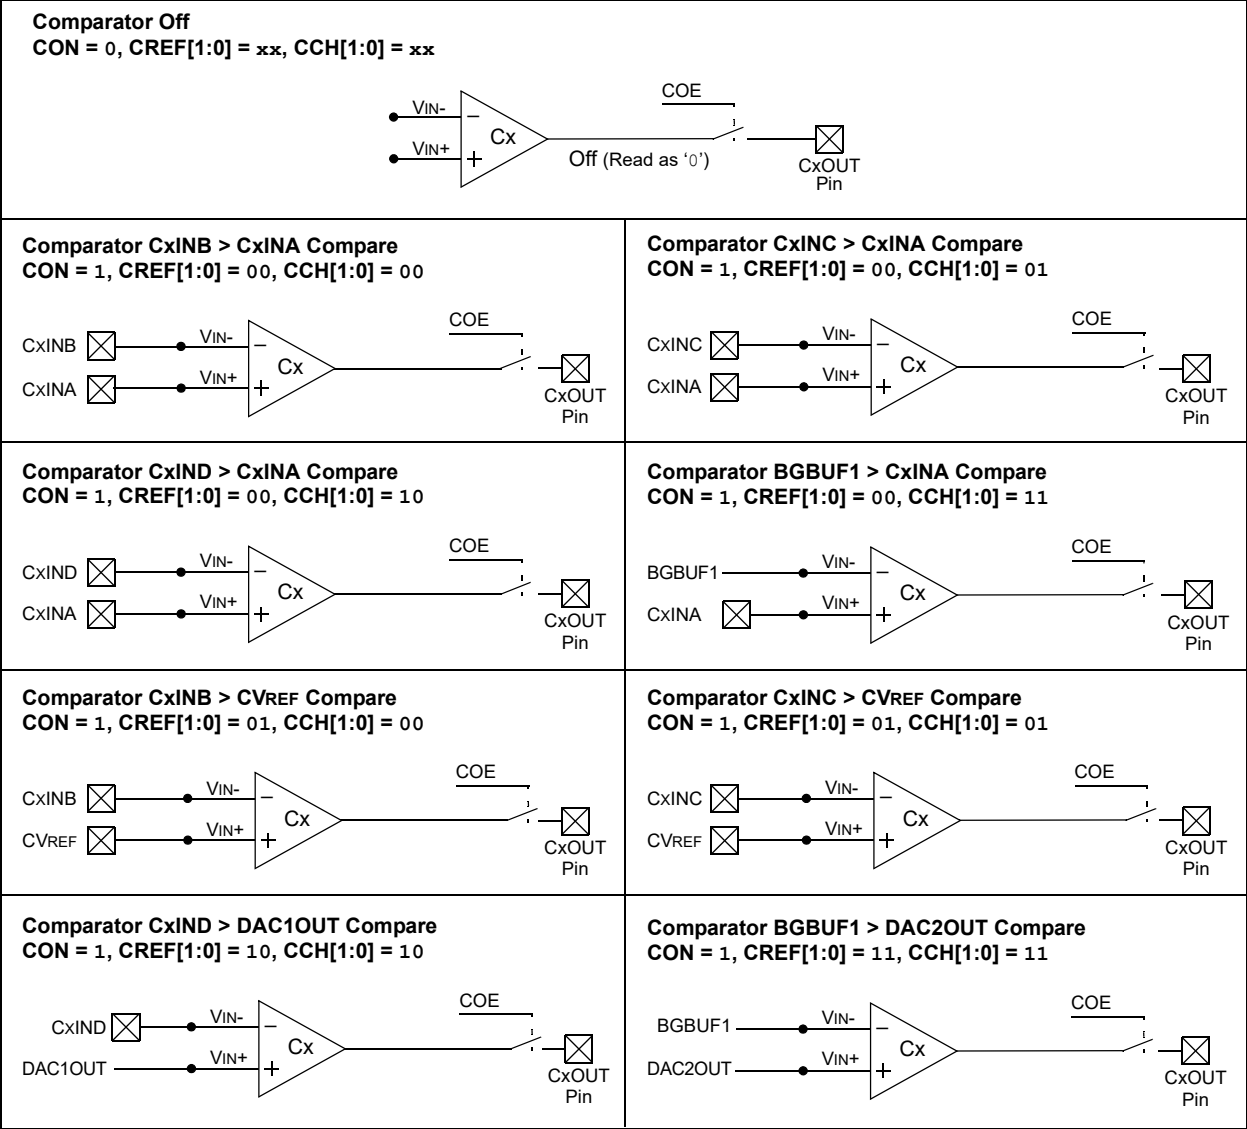 Comparator Off
CON = 0, CREF[1:0] = xx, CCH[1:0] = xx
COE
VIN-
–
Cx
VIN+
+
Off (Read as ‘0’)
CxOUT
Pin
Comparator CxINB > CxINA Compare
CON = 1, CREF[1:0] = 00, CCH[1:0] = 00
COE
CXINB
VIN-
–
Cx
CXINA
VIN+
+
CxOUT
Pin
Comparator CxINC > CxINA Compare
CON = 1, CREF[1:0] = 00, CCH[1:0] = 01
COE
CXINC
VIN-
–
Cx
CXINA
VIN+
+
CxOUT
Pin
Comparator CxIND > CxINA Compare
CON = 1, CREF[1:0] = 00, CCH[1:0] = 10
COE
CXIND
VIN-
–
Cx
CXINA
VIN+
+
CxOUT
Pin
Comparator BGBUF1 > CxINA Compare
CON = 1, CREF[1:0] = 00, CCH[1:0] = 11
COE
BGBUF1
VIN-
–
Cx
CXINA
VIN+
+
CxOUT
Pin
Comparator CxINB > CVREF Compare
CON = 1, CREF[1:0] = 01, CCH[1:0] = 00
COE
CXINB
VIN-
–
Cx
CVREF
VIN+
+
CxOUT
Pin
Comparator CxINC > CVREF Compare
CON = 1, CREF[1:0] = 01, CCH[1:0] = 01
COE
CXINC
VIN-
–
Cx
CVREF
VIN+
+
CxOUT
Pin
Comparator CxIND > DAC1OUT Compare
CON = 1, CREF[1:0] = 10, CCH[1:0] = 10
COE
CXIND
VIN-
–
Cx
DAC1OUT
VIN+
+
CxOUT
Pin
Comparator BGBUF1 > DAC2OUT Compare
CON = 1, CREF[1:0] = 11, CCH[1:0] = 11
COE
BGBUF1
VIN-
–
Cx
DAC2OUT
VIN+
+
CxOUT
Pin